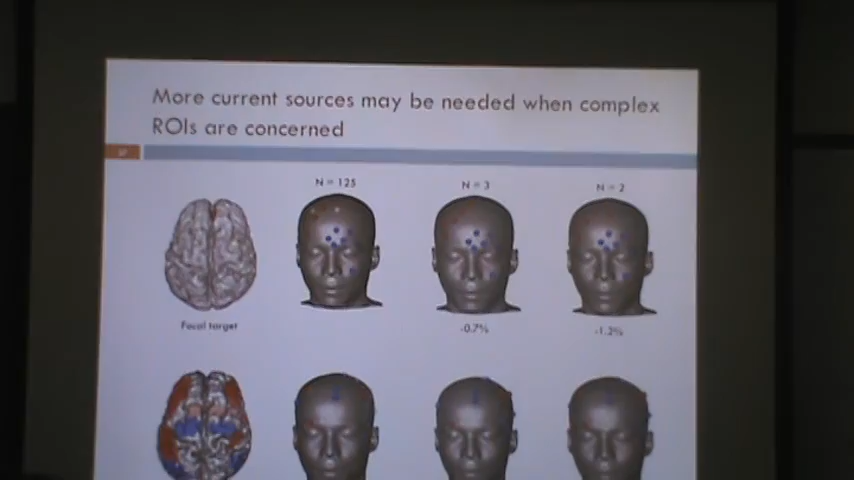 More current sources may be needed when complex
ROIs are concerned
N = 125
N = 3
N = 2
Focal target
-0.7%
-1.2%